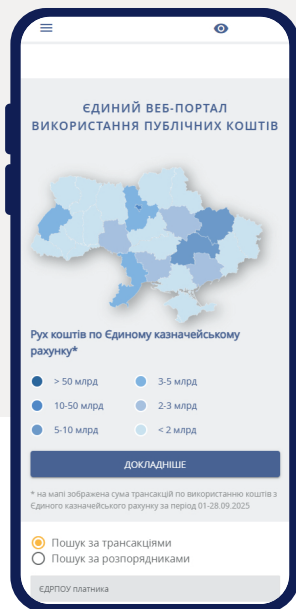 ЄДИНИЙ ВЕБ-ПОРТАЛ
ВИКОРИСТАННЯ ПУБЛІЧНИХ КОШТІВ
Рух коштів по Єдиному казначейському
рахунку*
> 50 млрд
3-5 млрд
10-50 млрд
2-3 млрд
5-10 млрд
< 2 млрд
ДОКЛАДНІШЕ
* на мапі зображена сума трансакцій по використанню коштів з
Єдиного казначейського рахунку за період 01-28.09.2025
Пошук за трансакціями
Пошук за розпорядниками
ЄДРПОУ платника